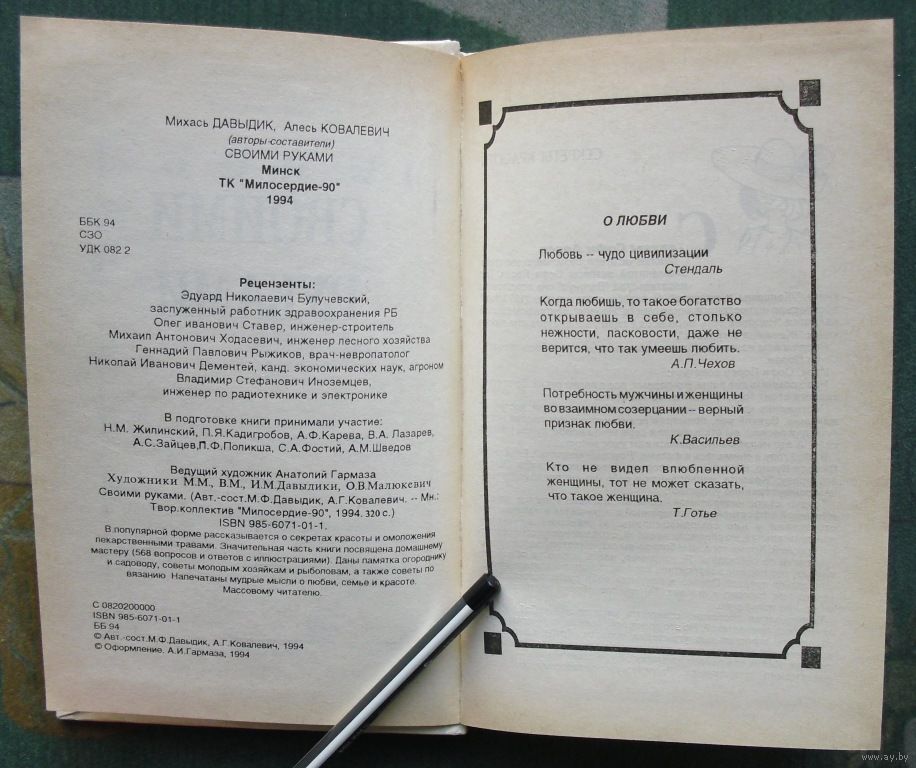 Михась ДАВЫДИК, Алесь КОВАЛЕВИЧ
(авторы-составители)
СВОИМИ РУКАМИ
Минск
ТК "Милосердие-90"
1994
ББК 94
СЗО
УДК 082 2
Рецензенты:
Эдуард Николаевич Булучевский,
заслуженный работник здравоохранения РБ
Олег иванович Ставер, инженер-строитель
Михаил Антонович Ходасевич, инженер лесного хозяйства
Геннадий Павлович Рыжиков, врач-невропатолог
Николай Иванович Дементей, канд. экономических наук, агроном
Владимир Стефанович Иноземцев,
инженер по радиотехнике и электронике
В подготовке книги принимали участие:
Н.М. Жилинский, П.Я.Кадигробов, А.Ф.Карева, В.А. Лазарев,
А.С.Зайцев,Л.Ф.Поликша, С.А.Фостий, А.М.Шведов
Ведущий художник Анатолий Гармаза
Художники М.М., В.М., И.М.Давыдики, О.В.Малюкевич
Своими руками. (Авт.-сост.М.Ф.Давыдик, А.Г.Ковалевич. -- Мн.:
Твор.коллектив "Милосердие-90", 1994. 320 с.)
ISBN 985-6071-01-1.
В популярной форме рассказывается о секретах красоты и омоложения
лекарственными травами. Значительная часть книги посвящена домашнему
мастеру (568 вопросов и ответов с иллюстрациями). Даны памятка огороднику
и садоводу, советы молодым хозяйкам и рыболовам, а также советы по
вязанию Напечатаны мудрые мысли о любви, семье и красоте.
Массовому читателю.
С 0820200000
ISBN 985-6071-01-1
ББ 94
© Авт.-сост.М.Ф.Давыдик, А.Г.Ковалевич, 1994
© Оформление. А.И.Гармаза, 1994
О ЛЮБВИ
Любовь -- чудо цивилизации
Стендаль
Когда любишь, то такое богатство
открываешь в себе, столько
нежности, ласковости, даже не
верится, что так умеешь любить.
А.П.Чехов
Потребность мужчины и женщины
во взаимном созерцании -- верный
признак любви.
К.Васильев
Кто не видел влюбленной
женщины, тот не может сказать,
что такое женщина.
Т.Готье
www.ay.by